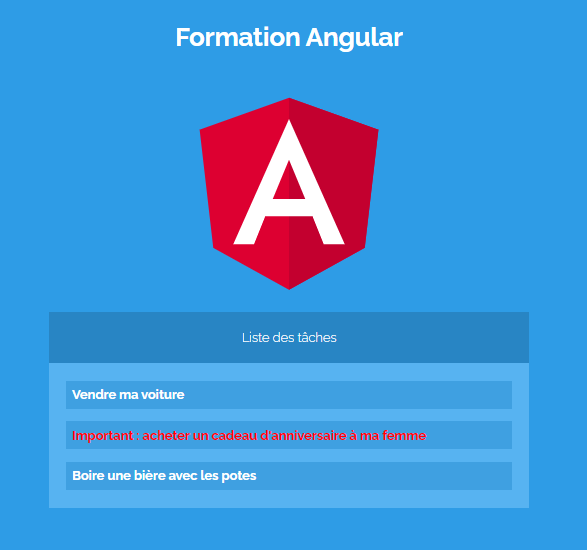 Formation Angular
A
Liste des tâches
Vendre ma voiture
Important : acheter un cadeau d'anniversaire à ma femme
Boire une bière avec les potes